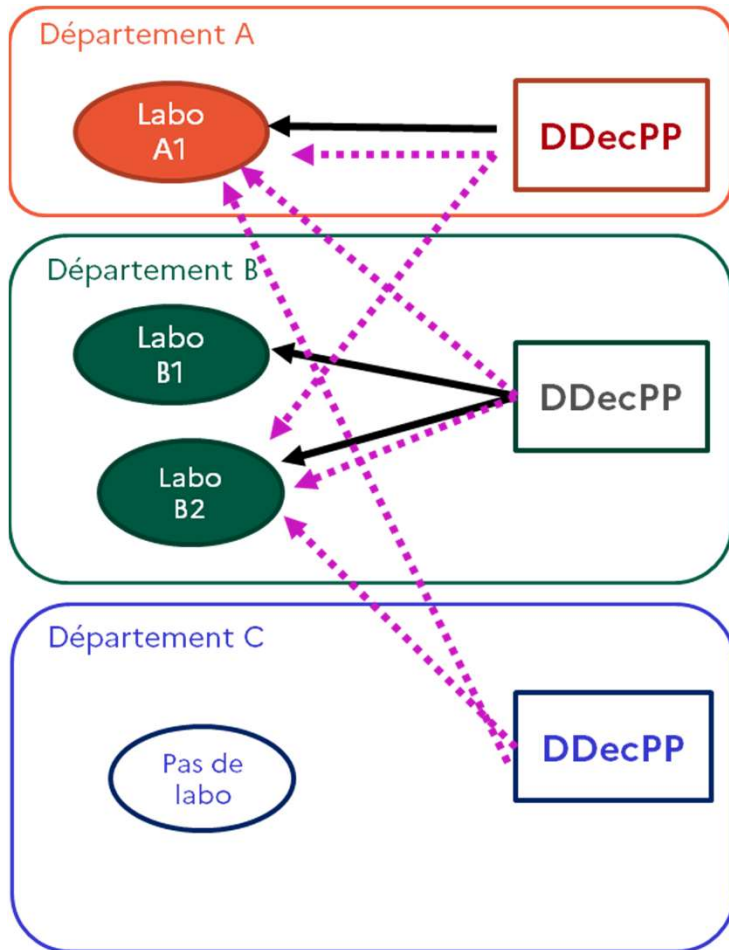 Département A
Labo
A1
DDecPP
Département B
Labo
B1
DDecPP
Labo
B2
Département C
DDecPP
Pas de
labo